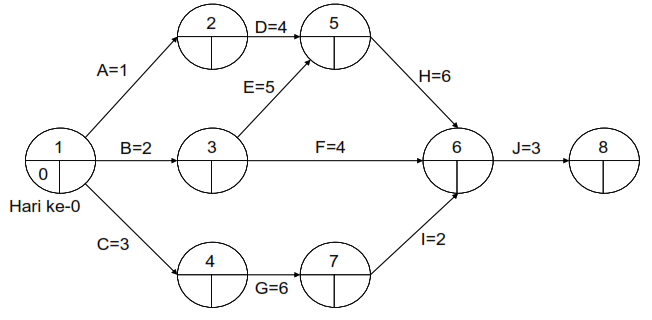 2
D=4
5
A=1
E=5
H=6
1
B=2
3
F=4
6
J=3
8
0
Hari ke-0
C=3
4
G=6
7
I=2